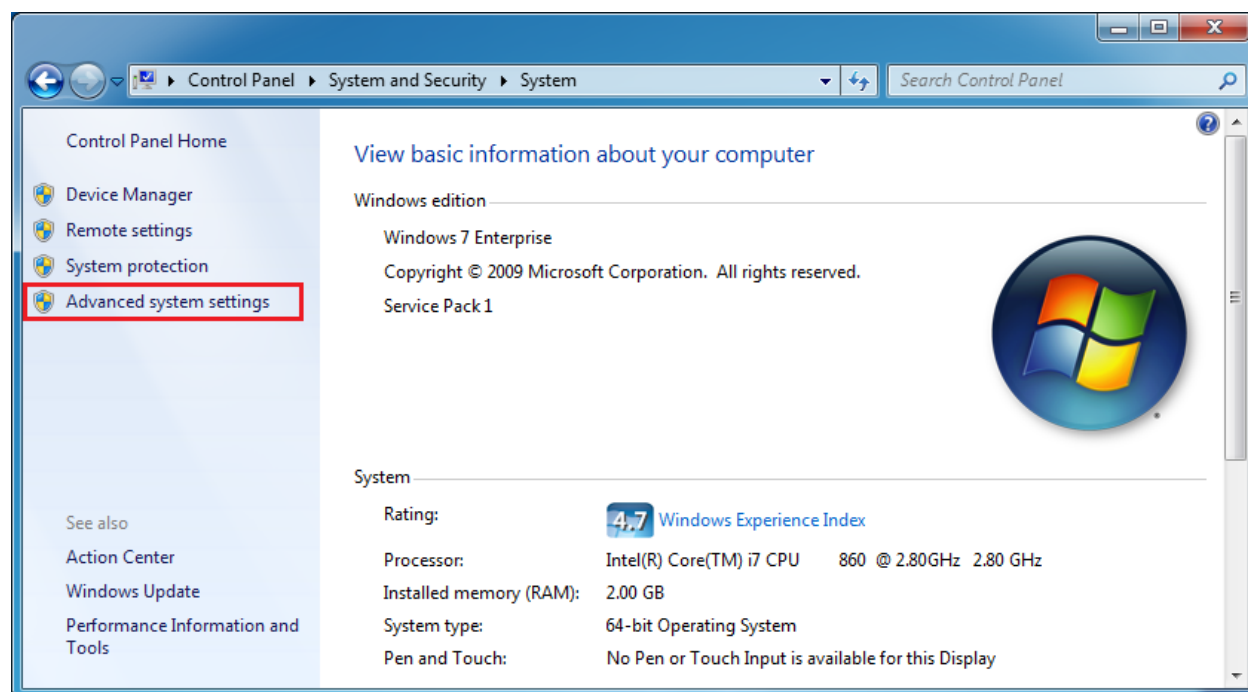 Control Panel ▸ System and Security ▸ System
Search Control Panel
Control Panel Home
Device Manager
Remote settings
System protection
Advanced system settings
See also
Action Center
Windows Update
Performance Information and
Tools
View basic information about your computer
Windows edition
Windows 7 Enterprise
Copyright © 2009 Microsoft Corporation. All rights reserved.
Service Pack 1
System
Rating:
4,7 Windows Experience Index
Processor:
Intel(R) Core(TM) i7 CPU 860 @ 2.80GHz 2.80 GHz
Installed memory (RAM):
2.00 GB
System type:
64-bit Operating System
Pen and Touch:
No Pen or Touch Input is available for this Display